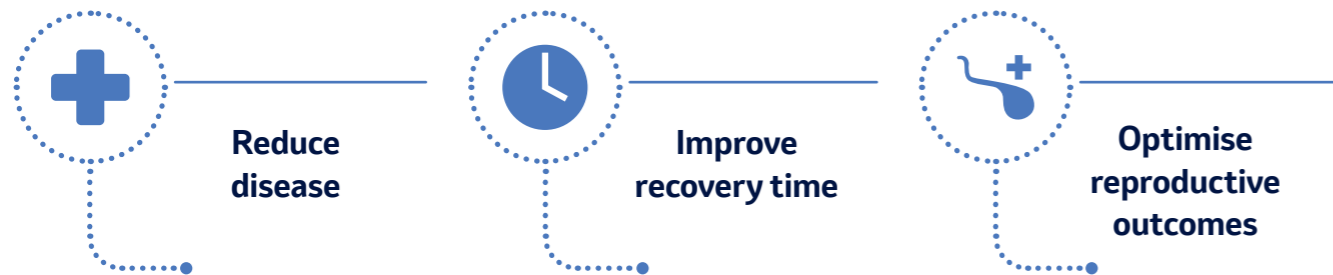 Reduce
disease
Improve
recovery time
Optimise
reproductive
outcomes